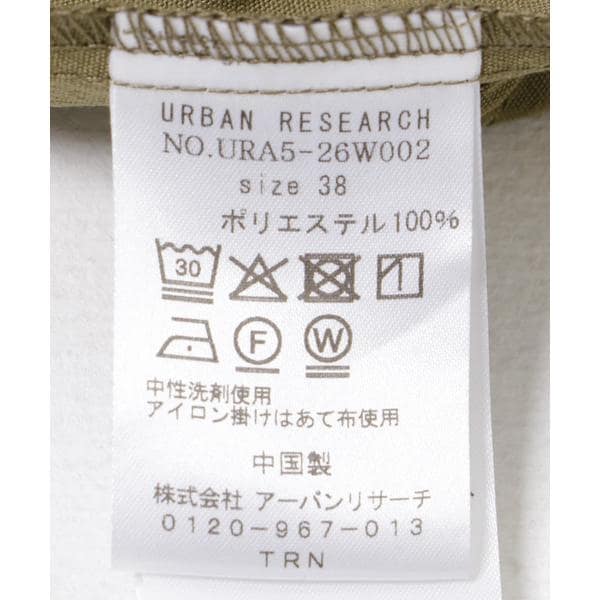 URBAN RESEARCH
NO.URA5-26W002
size 38
ポリエステル100%
30
F W
中性洗剤使用
アイロン掛けはあて布使用
中国製
株式会社 アーバンリサーチ
0120-967-013
TRN